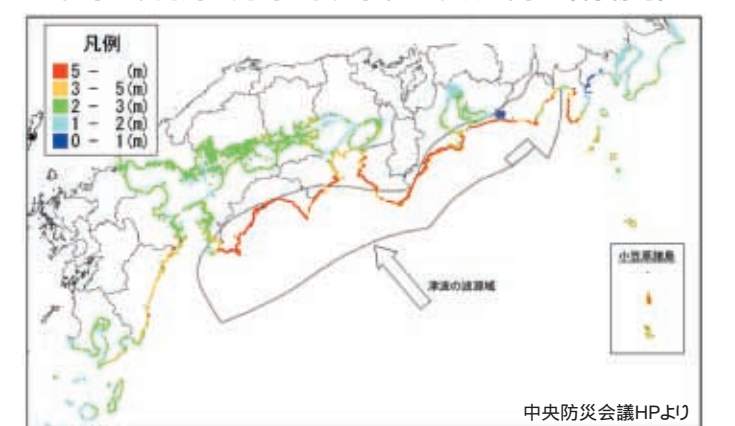 凡例
5 - (m)
3 - 5(m)
2 - 3(m)
1 - 2(m)
0 - 1(m)
小笠原諸島
津波の波源域
中央防災会議HPより